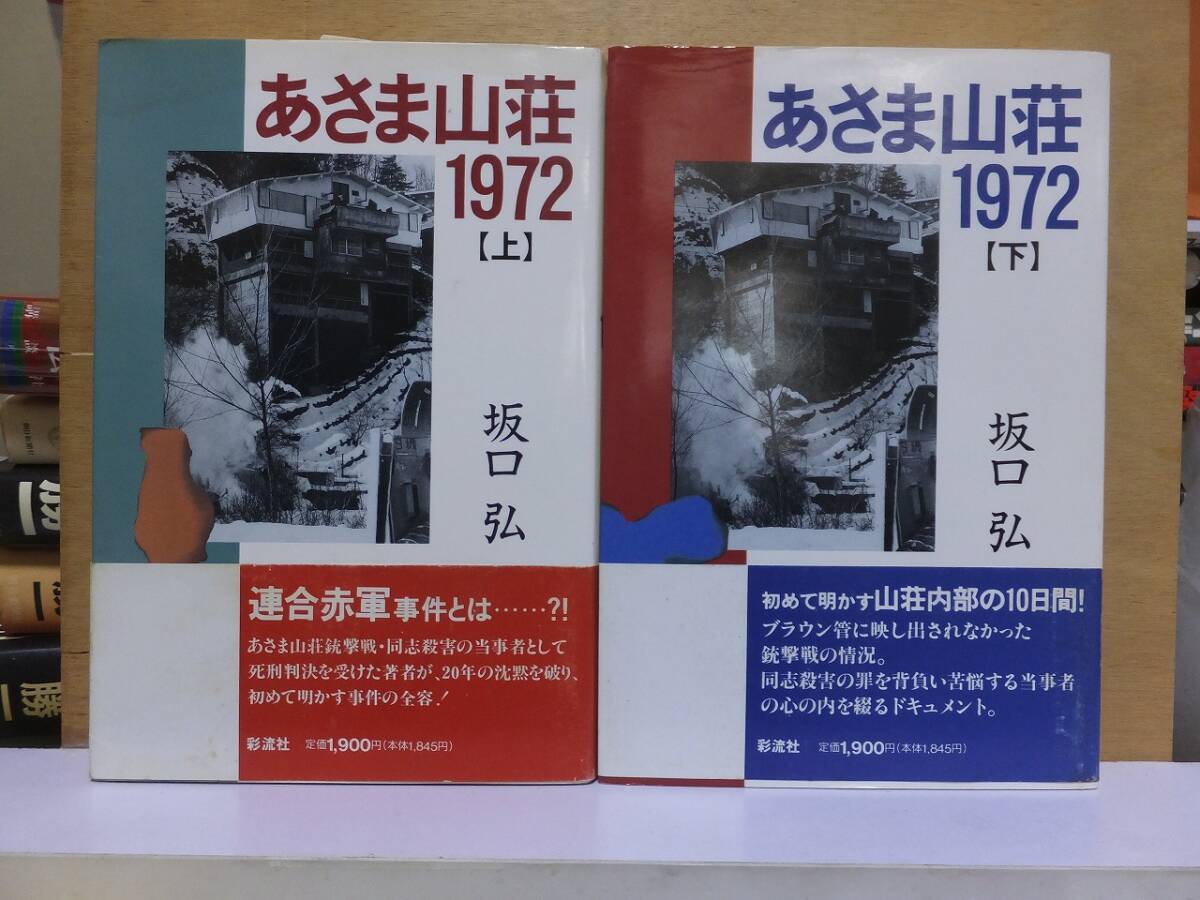 あさま山荘
1972
【上】
坂口 弘
連合赤軍事件とは……?!
あさま山荘銃撃戦・同志殺害の当事者として
死刑判決を受けた著者が、20年の沈黙を破り、
初めて明かす事件の全容!
彩流社 定価1,900円(本体1,845円)
あさま山荘
1972
【下】
坂口 弘
初めて明かす山荘内部の10日間!
ブラウン管に映し出されなかった
銃撃戦の情況。
同志殺害の罪を背負い苦悩する当事者
の心の内を綴るドキュメント。
彩流社 定価1,900円(本体1,845円)